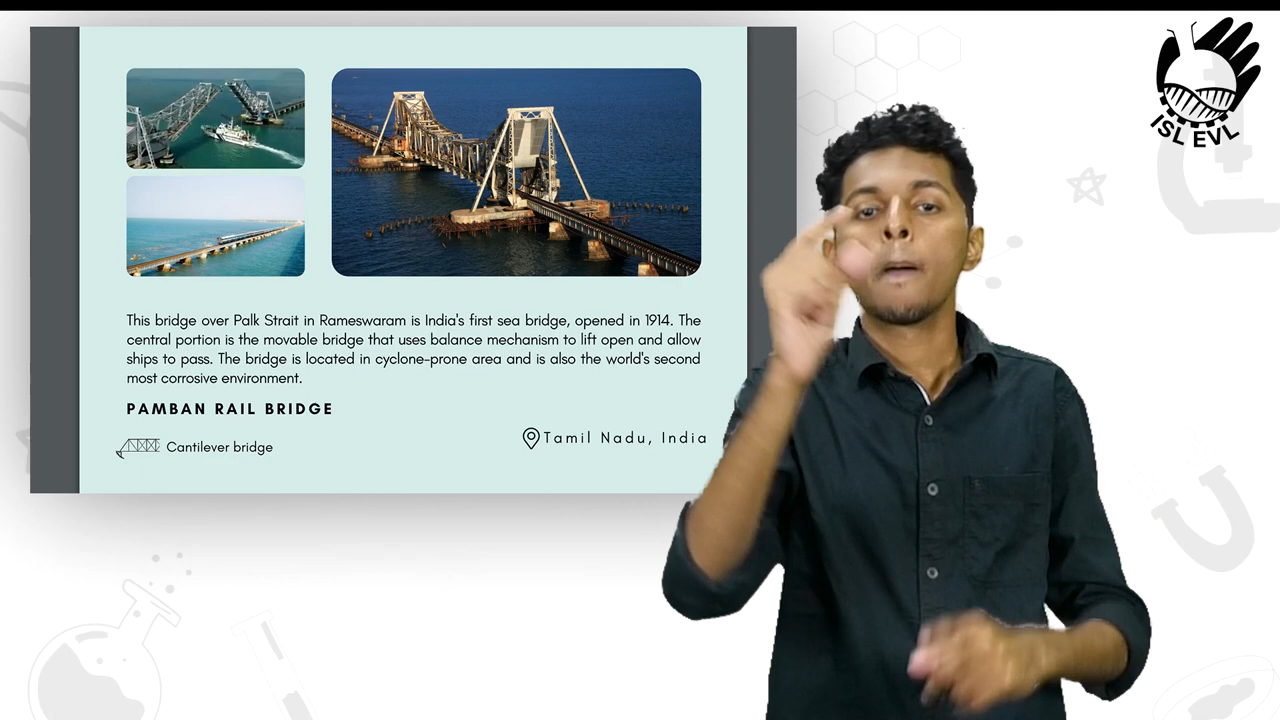 ISL EVL
This bridge over Palk Strait in Rameswaram is India's first sea bridge, opened in 1914. The
central portion is the movable bridge that uses balance mechanism to lift open and allow
ships to pass. The bridge is located in cyclone-prone area and is also the world's second
most corrosive environment.
PAMBAN RAIL BRIDGE
Cantilever bridge
Tamil Nadu, India